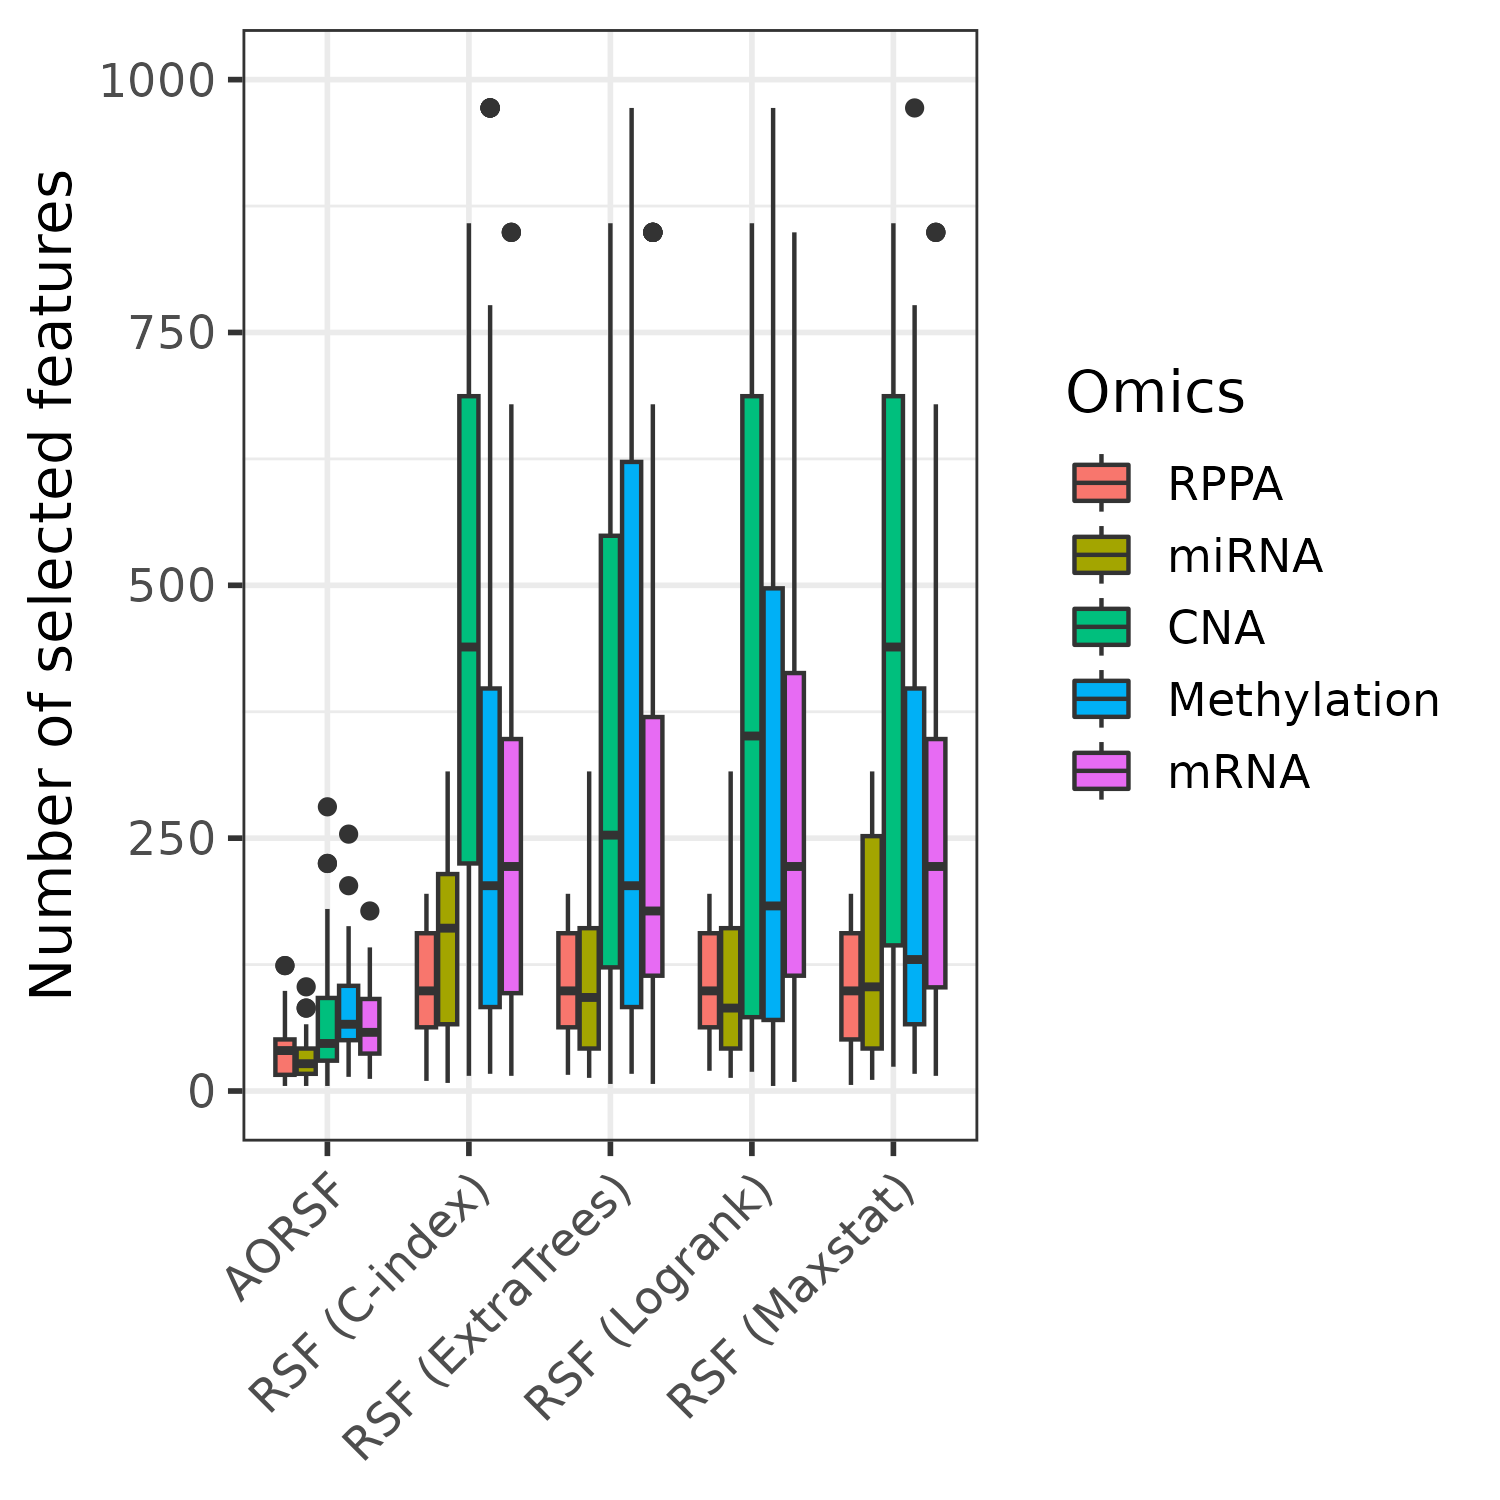 Number of selected features
1000
750
500
250
0
AORSF
RSF (C-index)
RSF (ExtraTrees)
RSF (Logrank)
RSF (Maxstat)
Omics
RPPA
miRNA
CNA
Methylation
mRNA